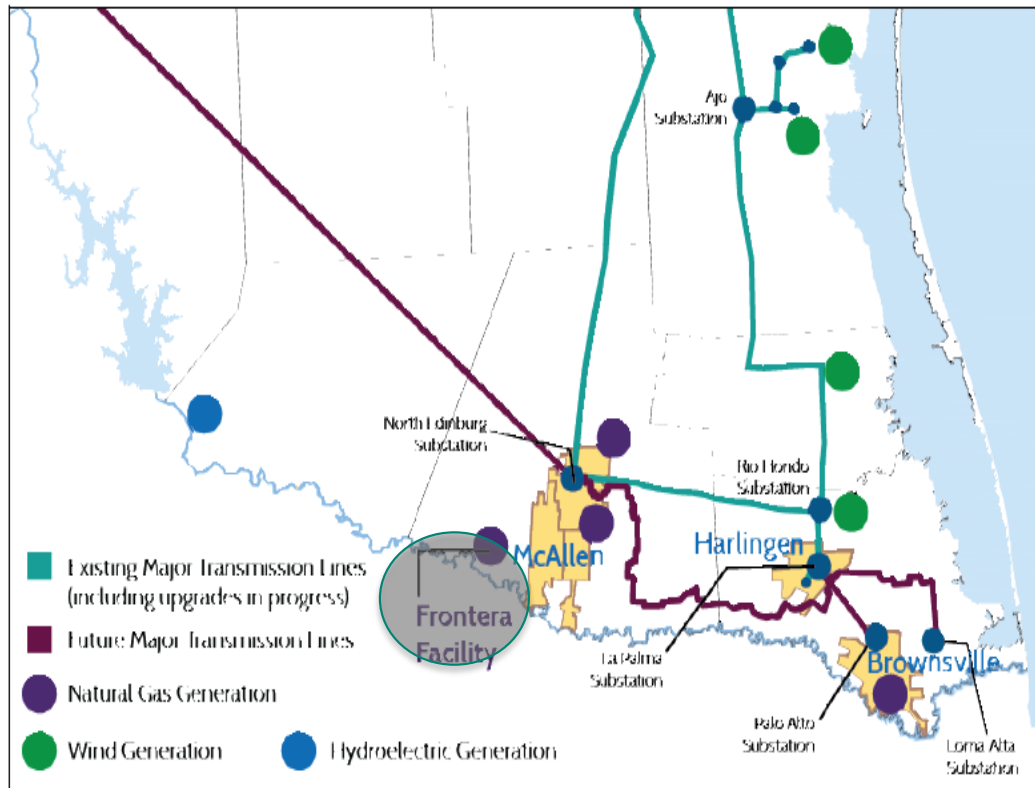 Ajo
Substation
North Edinburg
Substation
Rio Hondo
Substation
Harlingen
McAllen
Frontera
Facility
La Palma
Substation
Brownsville
Palo Alto
Substation
Loma Alta
Substation
Existing Major Transmission Lines
(including upgrades in progress)
Future Major Transmission Lines
Natural Gas Generation
Wind Generation
Hydroelectric Generation